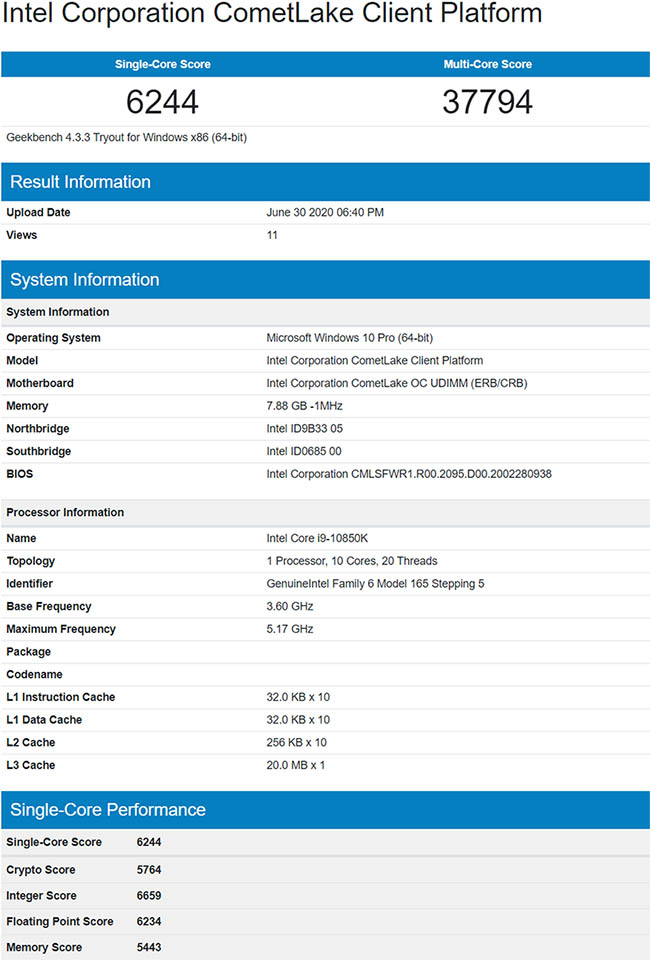 Intel Corporation CometLake Client Platform
Single-Core Score Multi-Core Score
6244 37794
Geekbench 4.3.3 Tryout for Windows x86 (64-bit)
Result Information
Upload Date June 30 2020 06:40 PM
Views 11
System Information
System Information
Operating System Microsoft Windows 10 Pro (64-bit)
Model Intel Corporation CometLake Client Platform
Motherboard Intel Corporation CometLake OC UDIMM (ERB/CRB)
Memory 7.88 GB -1MHz
Northbridge Intel ID9B33 05
Southbridge Intel ID0685 00
BIOS Intel Corporation CMLSFWR1.R00.2095.D00.2002280938
Processor Information
Name Intel Core i9-10850K
Topology 1 Processor, 10 Cores, 20 Threads
Identifier GenuineIntel Family 6 Model 165 Stepping 5
Base Frequency 3.60 GHz
Maximum Frequency 5.17 GHz
Package
Codename
L1 Instruction Cache 32.0 KB x 10
L1 Data Cache 32.0 KB x 10
L2 Cache 256 KB x 10
L3 Cache 20.0 MB x 1
Single-Core Performance
Single-Core Score 6244
Crypto Score 5764
Integer Score 6659
Floating Point Score 6234
Memory Score 5443